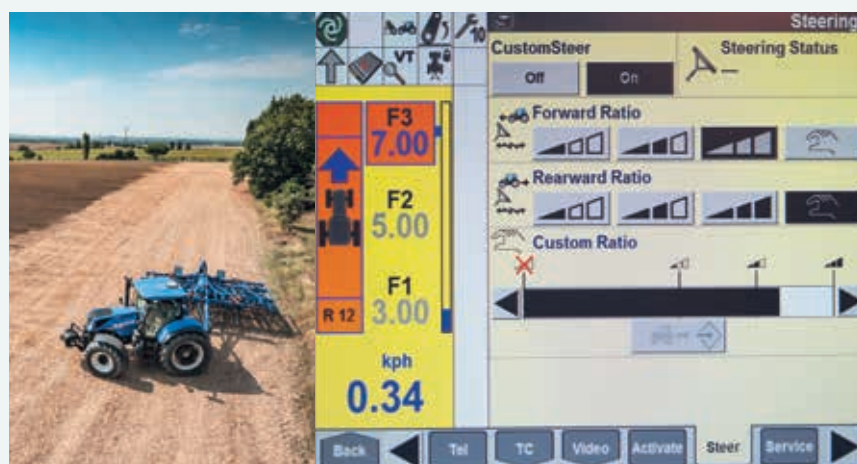 10
VT
Steering
CustomSteer
Off
On
Steering Status
Forward Ratio
Rearward Ratio
Custom Ratio
F3
7.00
F2
5.00
F1
3.00
R 12
kph
0.34
Back
Tel
TC
Video
Activate
Steer
Service